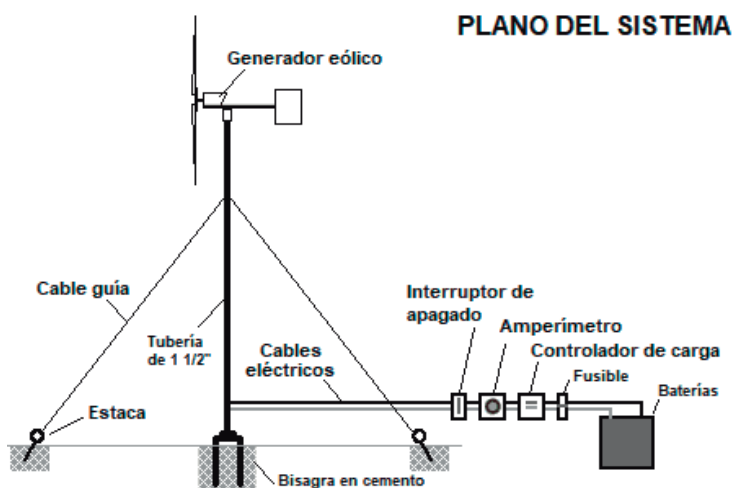 PLANO DEL SISTEMA
Generador eólico
Cable guía
Tubería
de 1 1/2"
Cables
eléctricos
Interruptor de
apagado
Amperímetro
Controlador de carga
Fusible
Baterías
Estaca
Bisagra en cemento